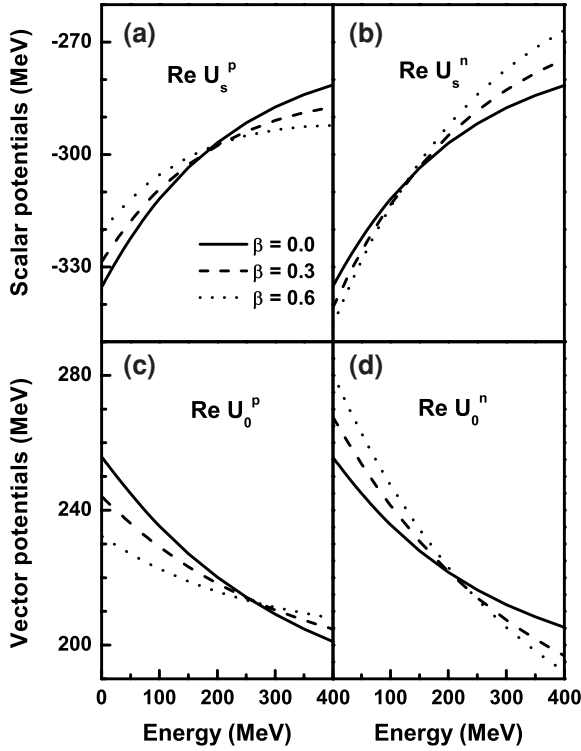 (a)
(b)
Re U_s^p
Re U_s^n
Scalar potentials (MeV)
-270
-300
-330
β = 0.0
β = 0.3
β = 0.6
(c)
(d)
Re U_0^p
Re U_0^n
Vector potentials (MeV)
280
240
200
0 100 200 300 400 00 100 200 300 400
Energy (MeV) Energy (MeV)